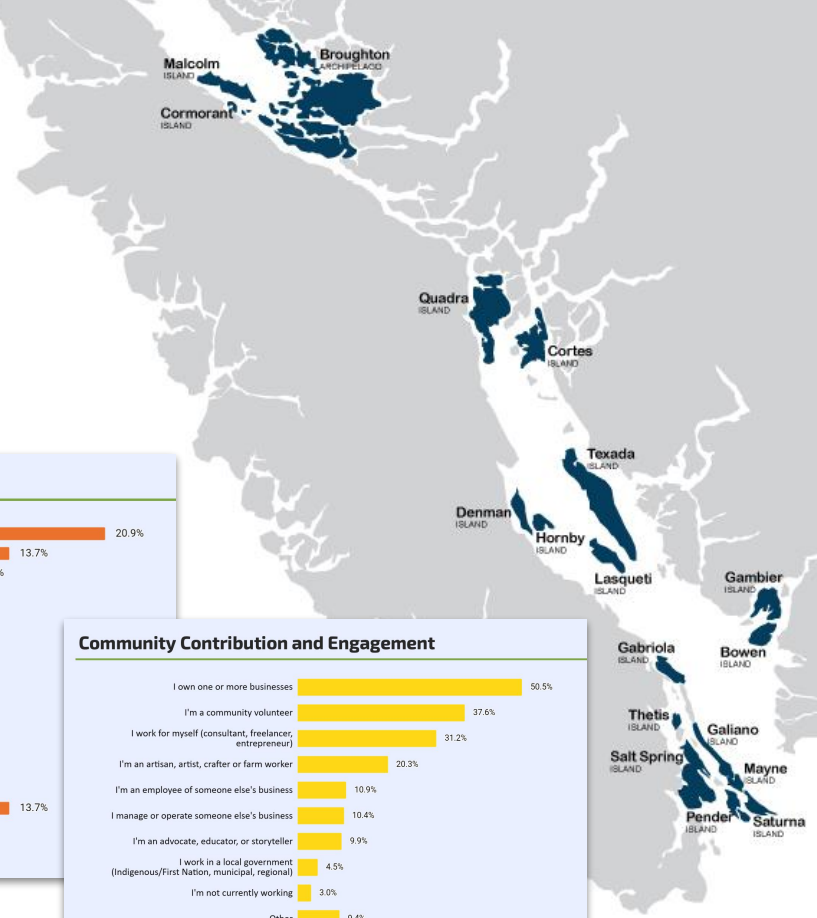 Broughton
ARCHIPELAGO
Malcolm
ISLAND
Cormorant
ISLAND
Quadra
ISLAND
Cortes
ISLAND
Texada
ISLAND
Denman
ISLAND
Hornby
ISLAND
Lasqueti
ISLAND
Gambier
ISLAND
Bowen
ISLAND
Gabriola
ISLAND
Thetis
ISLAND
Galiano
ISLAND
Salt Spring
ISLAND
Mayne
ISLAND
Pender
ISLAND
Saturna
ISLAND
20.9%
13.7%
%
13.7%
Community Contribution and Engagement
I own one or more businesses 50.5%
I'm a community volunteer 37.6%
I work for myself (consultant, freelancer,
entrepreneur) 31.2%
I'm an artisan, artist, crafter or farm worker 20.3%
I'm an employee of someone else's business 10.9%
I manage or operate someone else's business 10.4%
I'm an advocate, educator, or storyteller 9.9%
I work in a local government
(Indigenous/First Nation, municipal, regional) 4.5%
I'm not currently working 3.0%
Other 9.4%